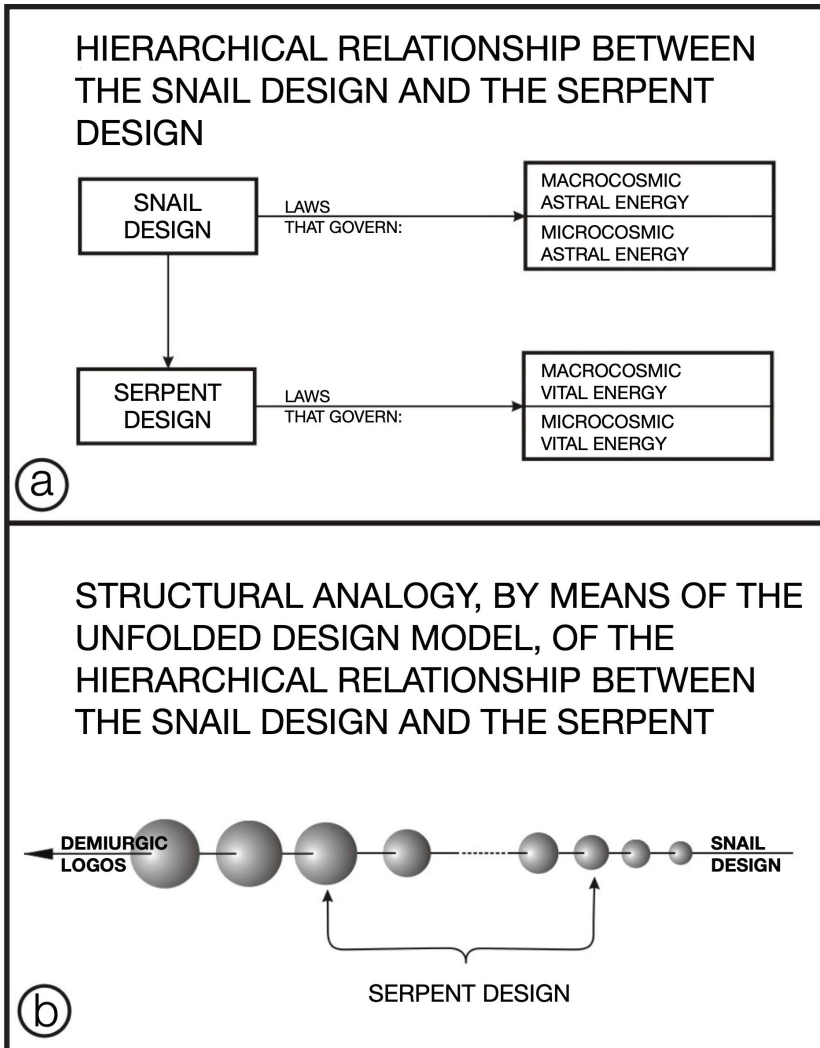 HIERARCHICAL RELATIONSHIP BETWEEN
THE SNAIL DESIGN AND THE SERPENT
DESIGN
SNAIL
DESIGN
LAWS
THAT GOVERN:
MACROCOSMIC
ASTRAL ENERGY
MICROCOSMIC
ASTRAL ENERGY
SERPENT
DESIGN
LAWS
THAT GOVERN:
MACROCOSMIC
VITAL ENERGY
MICROCOSMIC
VITAL ENERGY
a
STRUCTURAL ANALOGY, BY MEANS OF THE
UNFOLDED DESIGN MODEL, OF THE
HIERARCHICAL RELATIONSHIP BETWEEN
THE SNAIL DESIGN AND THE SERPENT
DEMIURGIC
LOGOS
SNAIL
DESIGN
SERPENT DESIGN
b